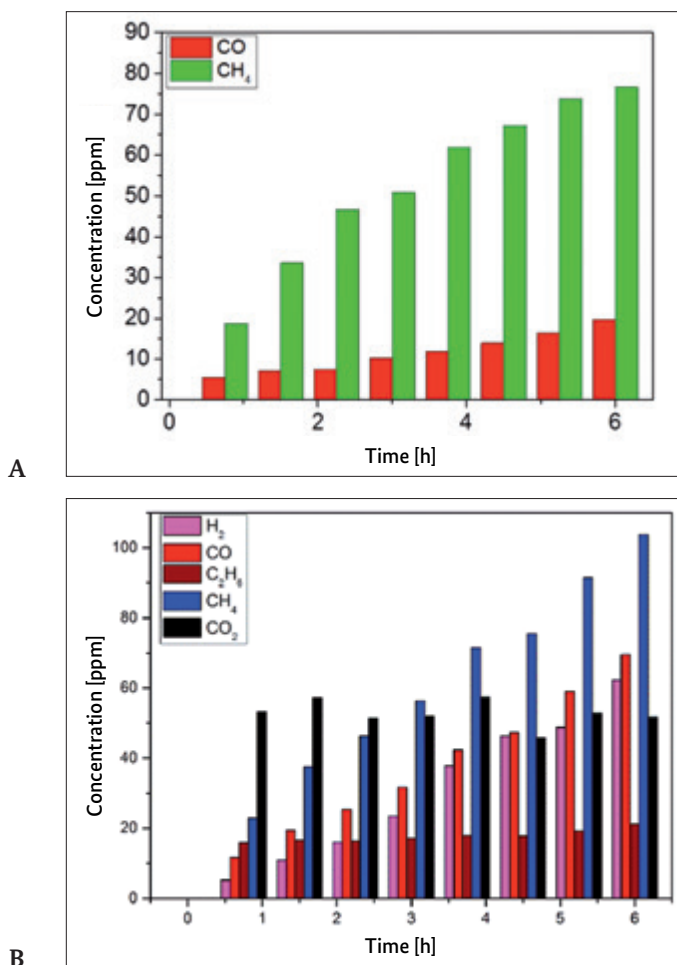 90
80
70
60
50
40
30
20
10
0
Concentration [ppm]
CO
CH₄
0 2 4 6
Time [h]
A
100
80
60
40
20
0
Concentration [ppm]
H₂
CO
C₂H₆
CH₄
CO₂
0 1 2 3 4 5 6
Time [h]
B